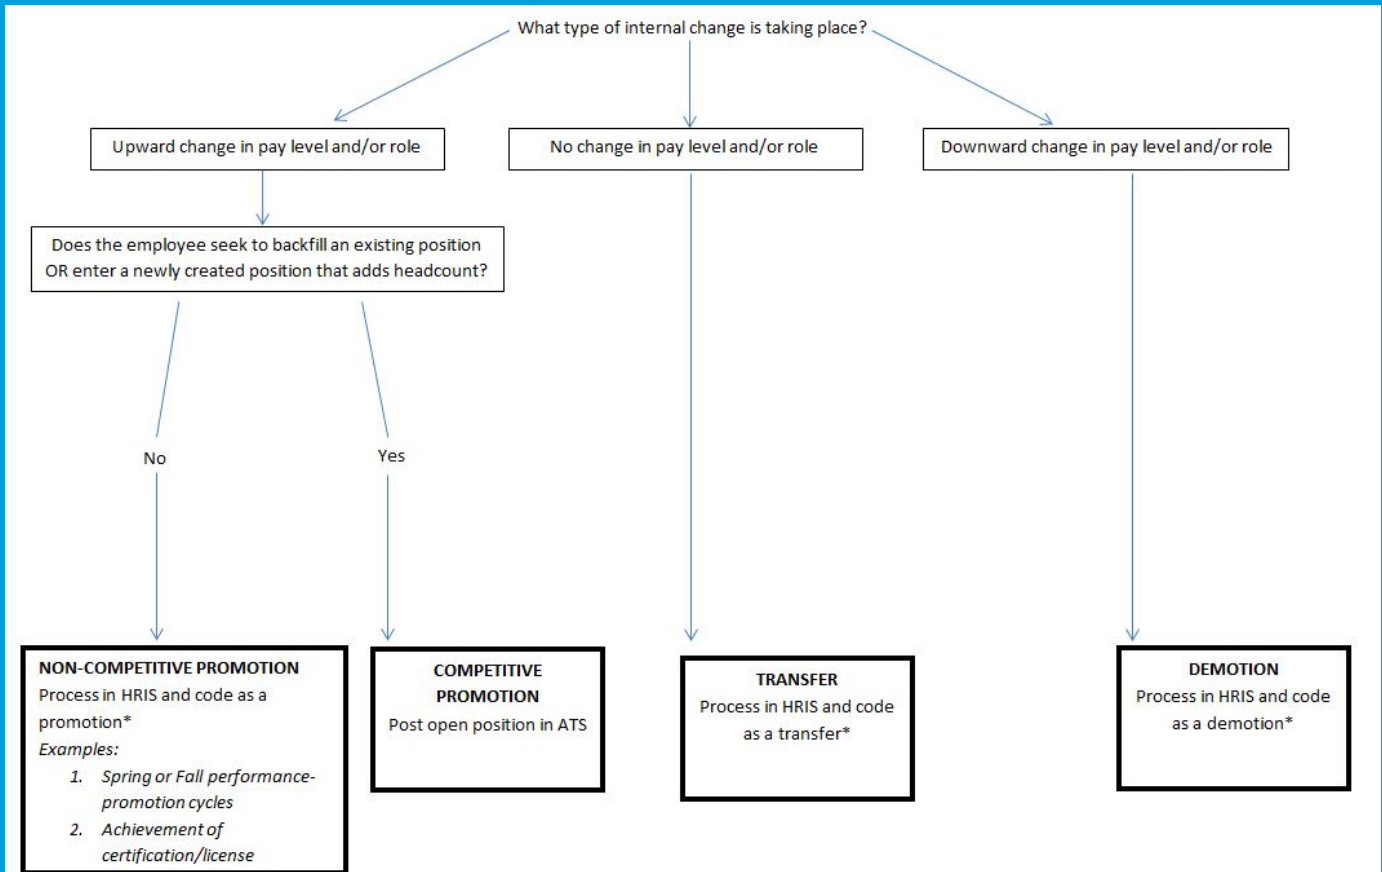 What type of internal change is taking place?
Upward change in pay level and/or role
No change in pay level and/or role
Downward change in pay level and/or role
Does the employee seek to backfill an existing position
OR enter a newly created position that adds headcount?
No
Yes
NON-COMPETITIVE PROMOTION
Process in HRIS and code as a
promotion*
Examples:
1. Spring or Fall performance-
promotion cycles
2. Achievement of
certification/license
COMPETITIVE
PROMOTION
Post open position in ATS
TRANSFER
Process in HRIS and code
as a transfer*
DEMOTION
Process in HRIS and code
as a demotion*